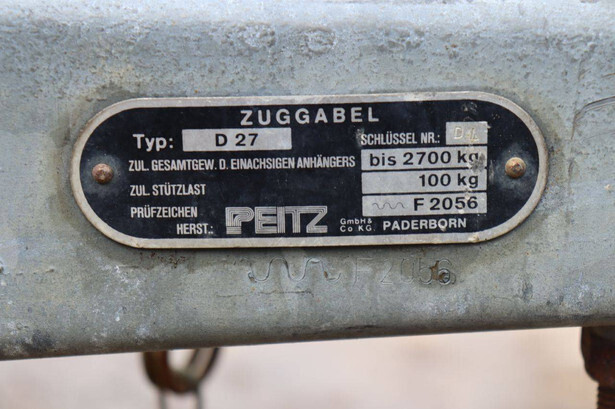 ZUGGABEL
Typ: D 27 SCHLÜSSEL NR.:
ZUL. GESAMTGEW. D. EINACHSIGEN ANHÄNGERS bis 2700 kg
ZUL. STÜTZLAST 100 kg
PRÜFZEICHEN F 2056
HERST.: PEITZ GmbH & Co KG. PADERBORN
F 2056